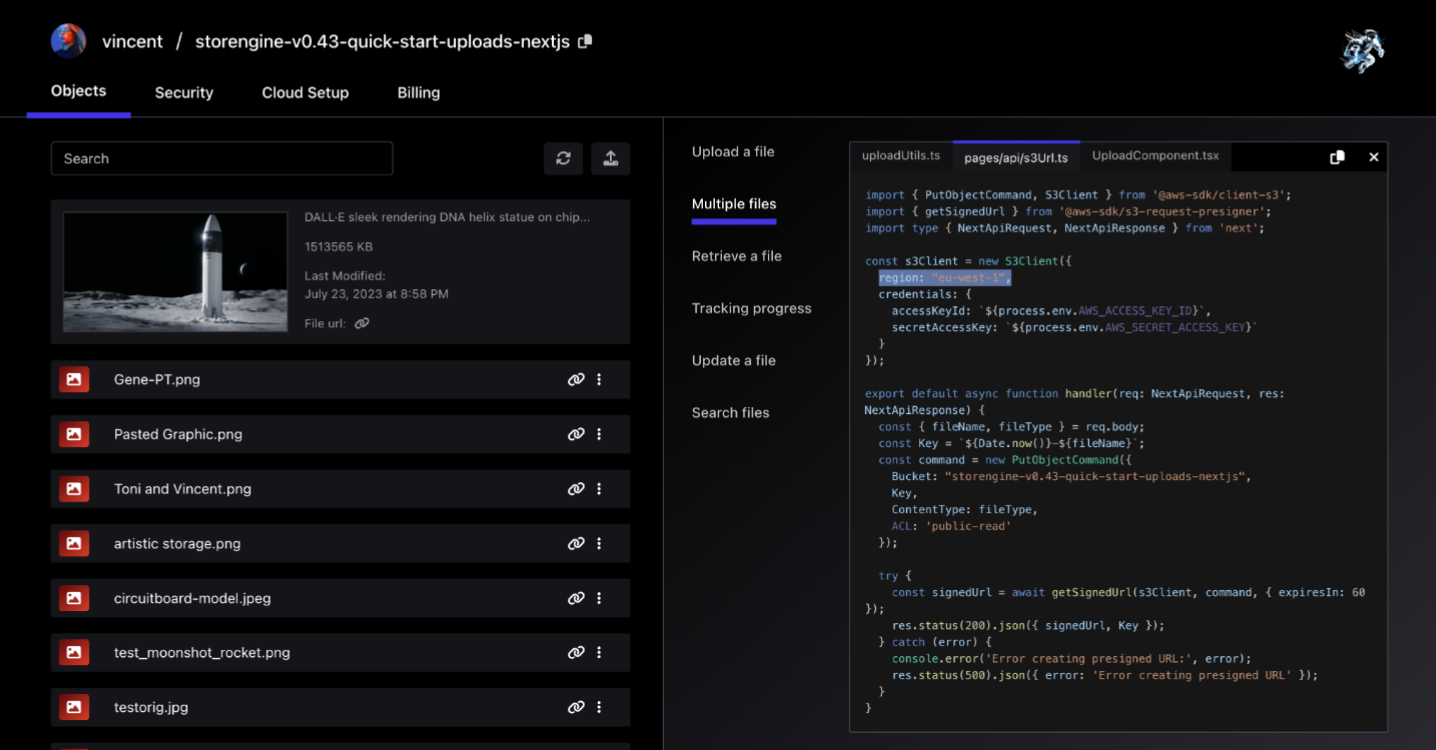 vincent / storengine-v0.43-quick-start-uploads-nextjs
Objects Security Cloud Setup Billing
Search
DALL-E sleek rendering DNA helix statue on chip...
1513565 KB
Last Modified:
July 23, 2023 at 8:58 PM
File url:
Gene-PT.png
Pasted Graphic.png
Toni and Vincent.png
artistic storage.png
circuitboard-model.jpeg
test_moonshot_rocket.png
testorig.jpg
Upload a file
Multiple files
Retrieve a file
Tracking progress
Update a file
Search files
uploadUtils.ts pages/api/s3Url.ts UploadComponent.tsx
import { PutObjectCommand, S3Client } from '@aws-sdk/client-s3';
import { getSignedUrl } from '@aws-sdk/s3-request-presigner';
import type { NextApiRequest, NextApiResponse } from 'next';
const s3Client = new S3Client({
region: "eu-west-1",
credentials: {
accessKeyId: `${process.env.AWS_ACCESS_KEY_ID}`,
secretAccessKey: `${process.env.AWS_SECRET_ACCESS_KEY}`
}
});
export default async function handler(req: NextApiRequest, res:
NextApiResponse) {
const { fileName, fileType } = req.body;
const Key = `${Date.now()}-${fileName}`;
const command = new PutObjectCommand({
Bucket: "storengine-v0.43-quick-start-uploads-nextjs",
Key,
ContentType: fileType,
ACL: 'public-read'
});
try {
const signedUrl = await getSignedUrl(s3Client, command, { expiresIn: 60
});
res.status(200).json({ signedUrl, Key });
} catch (error) {
console.error('Error creating presigned URL:', error);
res.status(500).json({ error: 'Error creating presigned URL' });
}
}